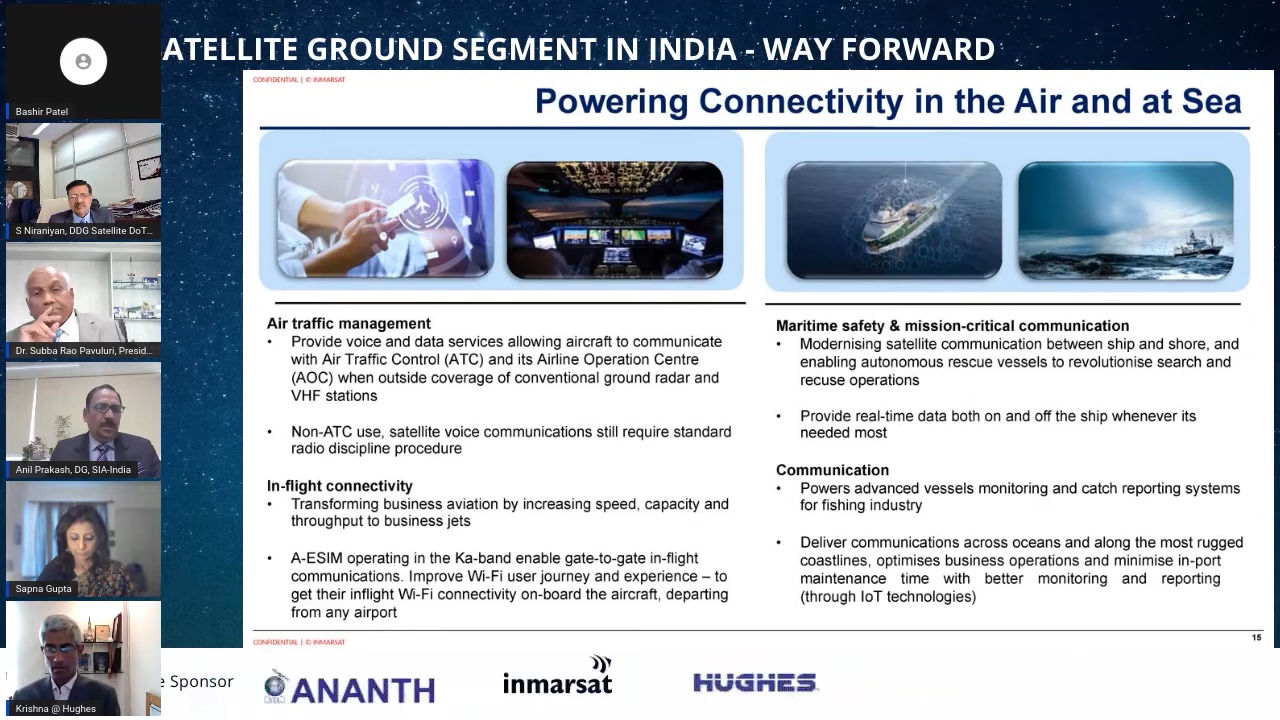 ATELLITE GROUND SEGMENT IN INDIA - WAY FORWARD
Bashir Patel
S Niraniyan, DDG Satellite DoT...
Dr. Subba Rao Pavuluri, Presid...
Anil Prakash, DG, SIA-India
Sapna Gupta
Krishna @ Hughes
CONFIDENTIAL | © INMARSAT
Powering Connectivity in the Air and at Sea
Air traffic management
• Provide voice and data services allowing aircraft to communicate
with Air Traffic Control (ATC) and its Airline Operation Centre
(AOC) when outside coverage of conventional ground radar and
VHF stations
• Non-ATC use, satellite voice communications still require standard
radio discipline procedure
In-flight connectivity
• Transforming business aviation by increasing speed, capacity and
throughput to business jets
• A-ESIM operating in the Ka-band enable gate-to-gate in-flight
communications. Improve Wi-Fi user journey and experience – to
get their inflight Wi-Fi connectivity on-board the aircraft, departing
from any airport
Maritime safety & mission-critical communication
• Modernising satellite communication between ship and shore, and
enabling autonomous rescue vessels to revolutionise search and
recuse operations
• Provide real-time data both on and off the ship whenever its
needed most
Communication
• Powers advanced vessels monitoring and catch reporting systems
for fishing industry
• Deliver communications across oceans and along the most rugged
coastlines, optimises business operations and minimise in-port
maintenance time with better monitoring and reporting
(through IoT technologies)
CONFIDENTIAL | © INMARSAT
15
e Sponsor
ANANTH
inmarsat
HUGHES